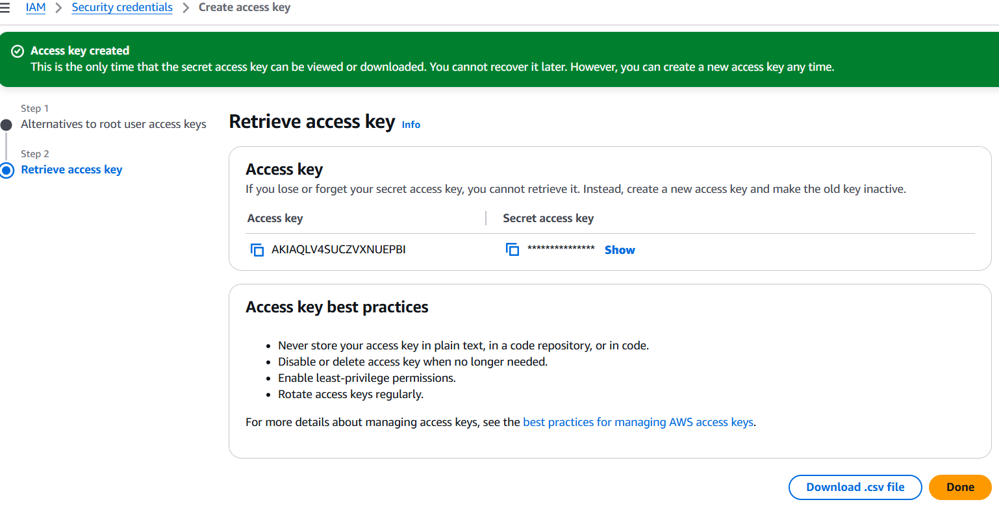 IAM > Security credentials > Create access key
Access key created
This is the only time that the secret access key can be viewed or downloaded. You cannot recover it later. However, you can create a new access key any time.
Step 1
Alternatives to root user access keys
Step 2
Retrieve access key
Retrieve access key Info
Access key
If you lose or forget your secret access key, you cannot retrieve it. Instead, create a new access key and make the old key inactive.
Access key Secret access key
AKIAQLV4SUCZVXNUEPBI *************** Show
Access key best practices
• Never store your access key in plain text, in a code repository, or in code.
• Disable or delete access key when no longer needed.
• Enable least-privilege permissions.
• Rotate access keys regularly.
For more details about managing access keys, see the best practices for managing AWS access keys.
Download .csv file Done